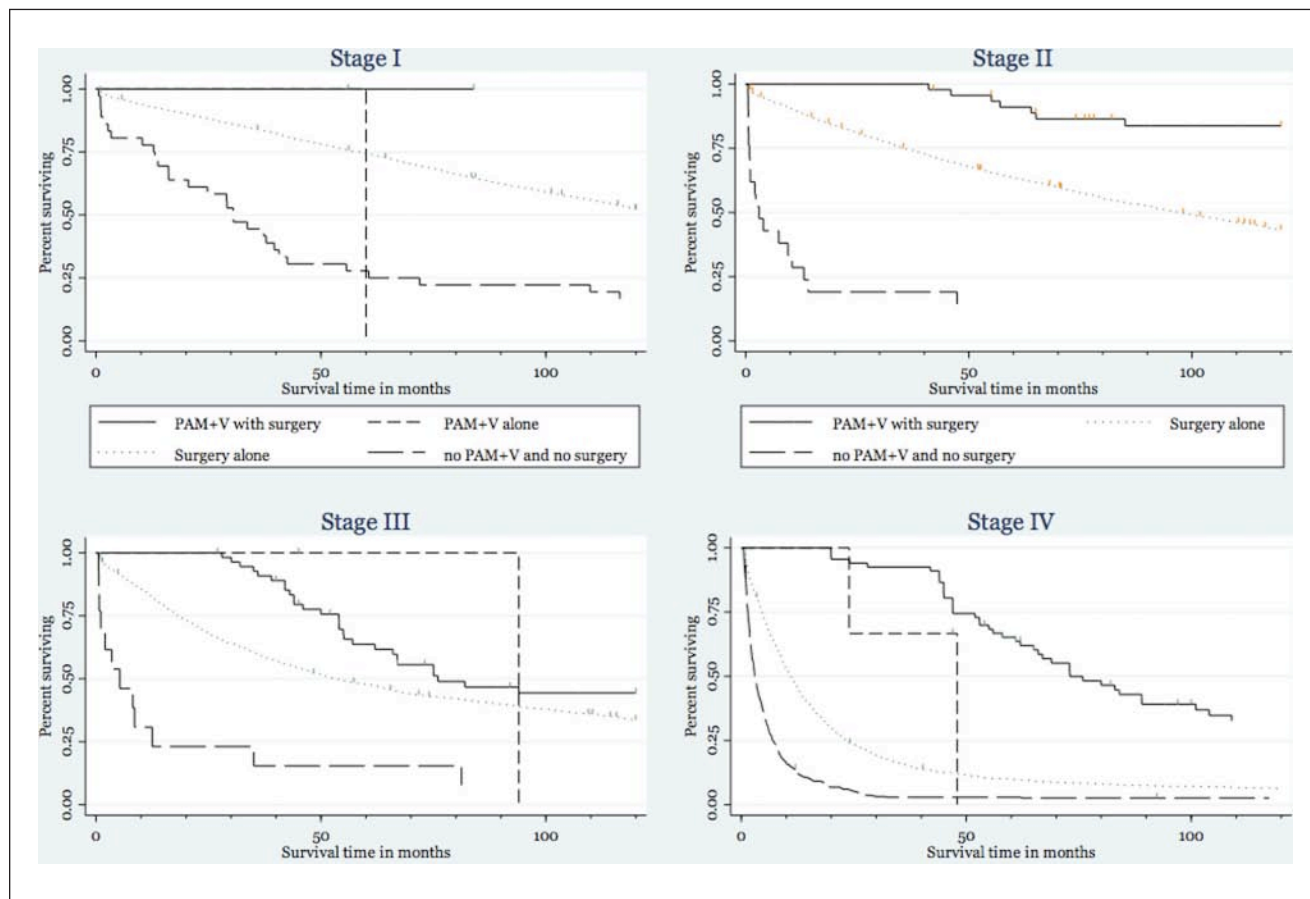 Stage I
Percent surviving
1.00
0.75
0.50
0.25
0.00
0 50 100
Survival time in months
PAM+V with surgery PAM+V alone
Surgery alone no PAM+V and no surgery
Stage II
Percent surviving
1.00
0.75
0.50
0.25
0.00
0 50 100
Survival time in months
PAM+V with surgery Surgery alone
no PAM+V and no surgery
Stage III
Percent surviving
1.00
0.75
0.50
0.25
0.00
0 50 100
Survival time in months
Stage IV
Percent surviving
1.00
0.75
0.50
0.25
0.00
0 50 100
Survival time in months